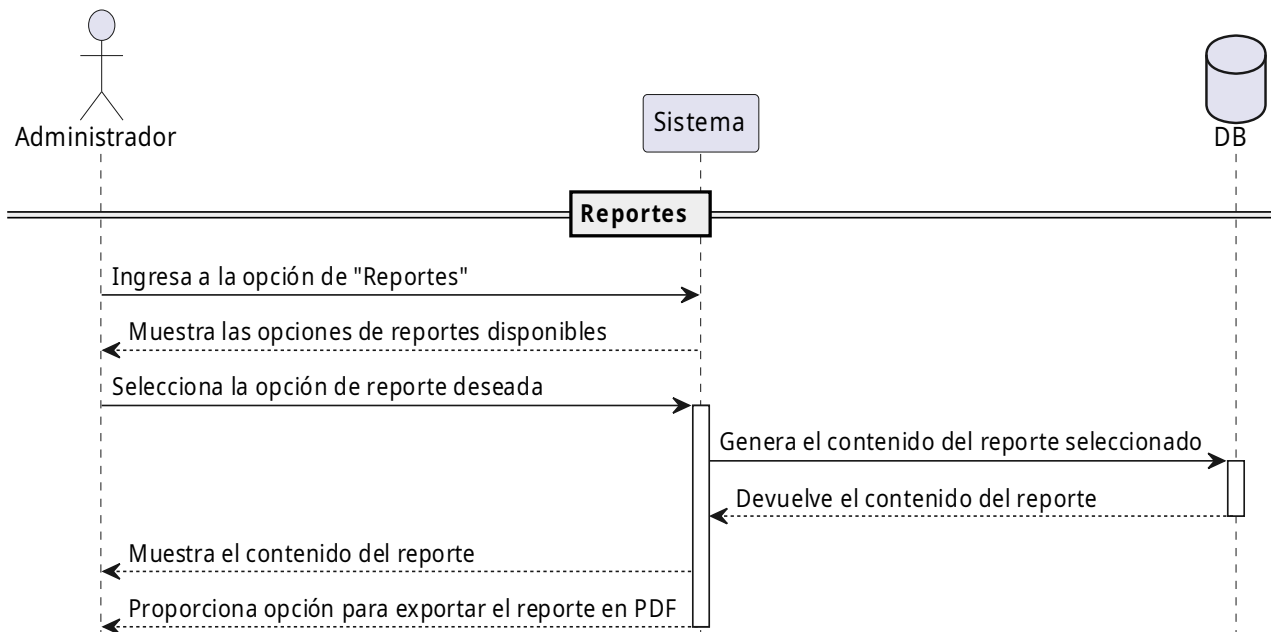 Administrador
Sistema
DB
Reportes
Ingresa a la opción de "Reportes"
Muestra las opciones de reportes disponibles
Selecciona la opción de reporte deseada
Genera el contenido del reporte seleccionado
Devuelve el contenido del reporte
Muestra el contenido del reporte
Proporciona opción para exportar el reporte en PDF